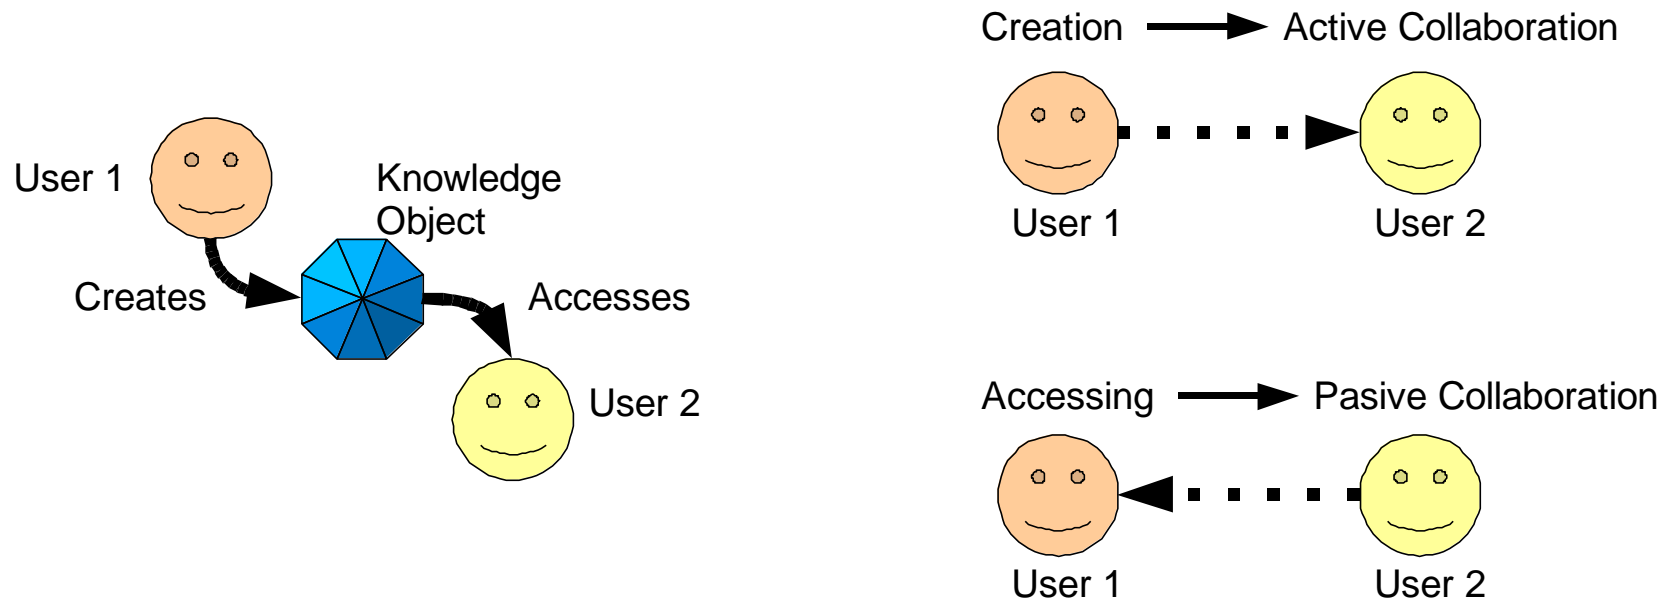 User 1
Knowledge
Object
Creates
Accesses
User 2
Creation
Active Collaboration
User 1
User 2
Accessing
Pasive Collaboration
User 1
User 2